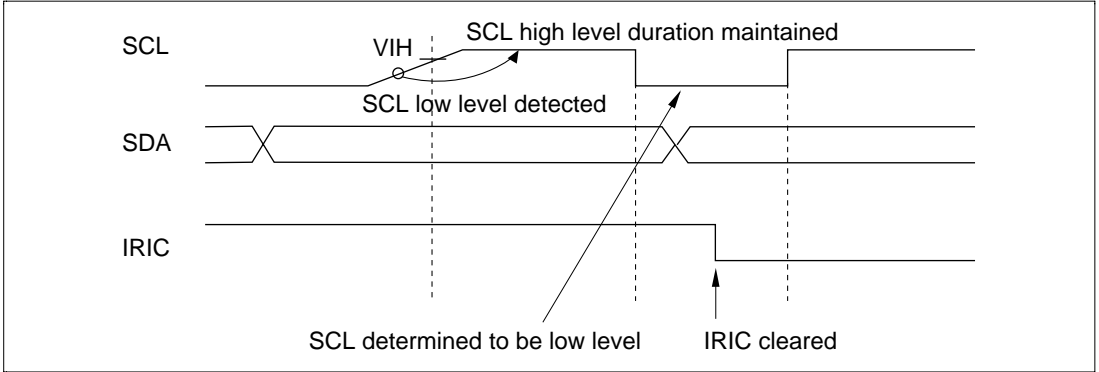 SCL high level duration maintained
SCL
VIH
SCL low level detected
SDA
IRIC
SCL determined to be low level
IRIC cleared